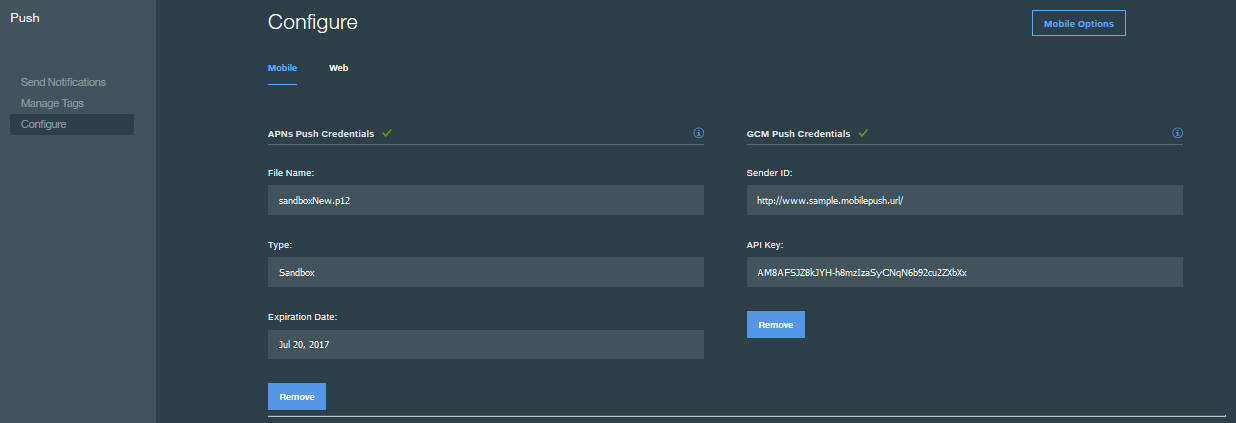 Push
Send Notifications
Manage Tags
Configure
Configure
Mobile Options
Mobile
Web
APNs Push Credentials
File Name:
sandboxNew.p12
Type:
Sandbox
Expiration Date:
Jul 20, 2017
Remove
GCM Push Credentials
Sender ID:
http://www.sample.mobilepush.url/
API Key:
AM8AFSJZ8kJYH-h8mzIzaSyCNqN6b92cu2ZXbXx
Remove